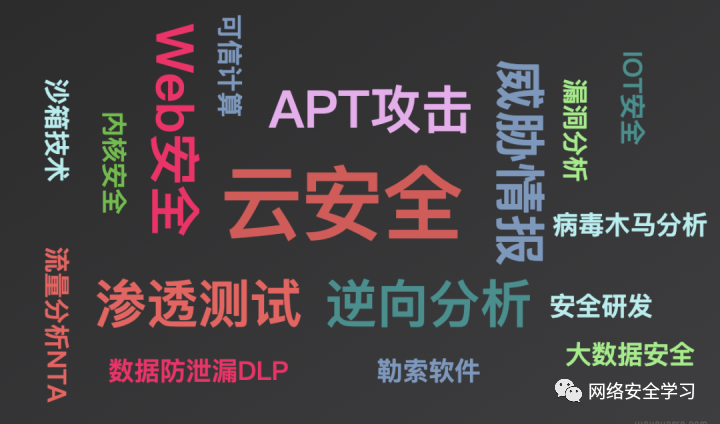 可信计算
Web安全
IOT安全
APT攻击
威胁情报
漏洞分析
沙箱技术
内核安全
云安全
病毒木马分析
流量分析NTA
渗透测试
逆向分析
安全研发
大数据安全
数据防泄漏DLP
勒索软件
网络安全学习